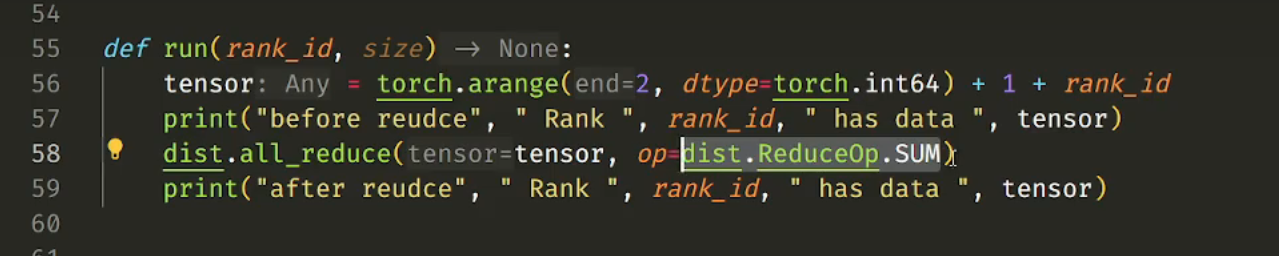 54
55 def run(rank_id, size) → None:
56 tensor: Any = torch.arange(end=2, dtype=torch.int64) + 1 + rank_id
57 print("before reudce", " Rank ", rank_id, " has data ", tensor)
58 dist.all_reduce(tensor=tensor, op=dist.ReduceOp.SUM)
59 print("after reudce", " Rank ", rank_id, " has data ", tensor)
60
61